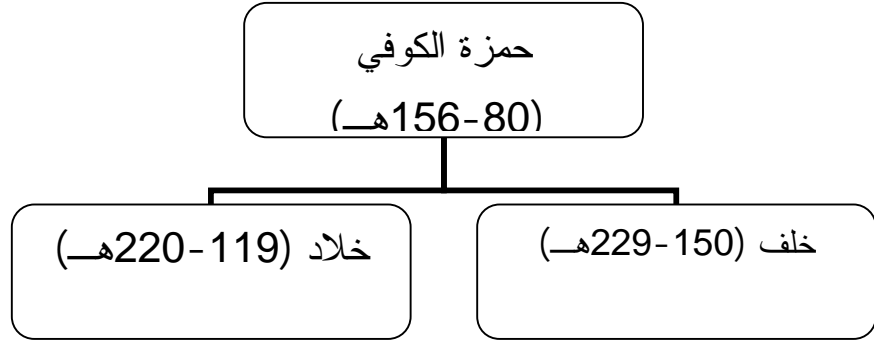 حمزة الكوفي
(80-156هـ)
خلف (150-229هـ)
خلاد (119-220هـ)